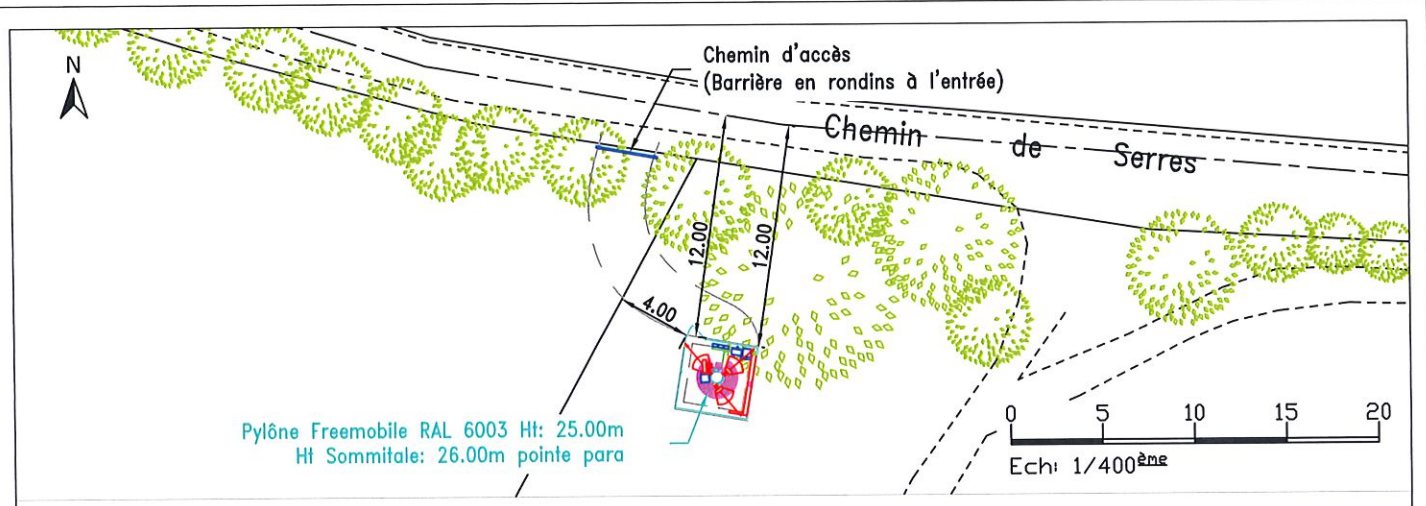 N
Chemin d'accès
(Barrière en rondins à l'entrée)
Chemin de Serres
12.00
12.00
4.00
Pylône Freemobile RAL 6003 Ht: 25.00m
Ht Sommitale: 26.00m pointe para
0 5 10 15 20
Ech: 1/400ème